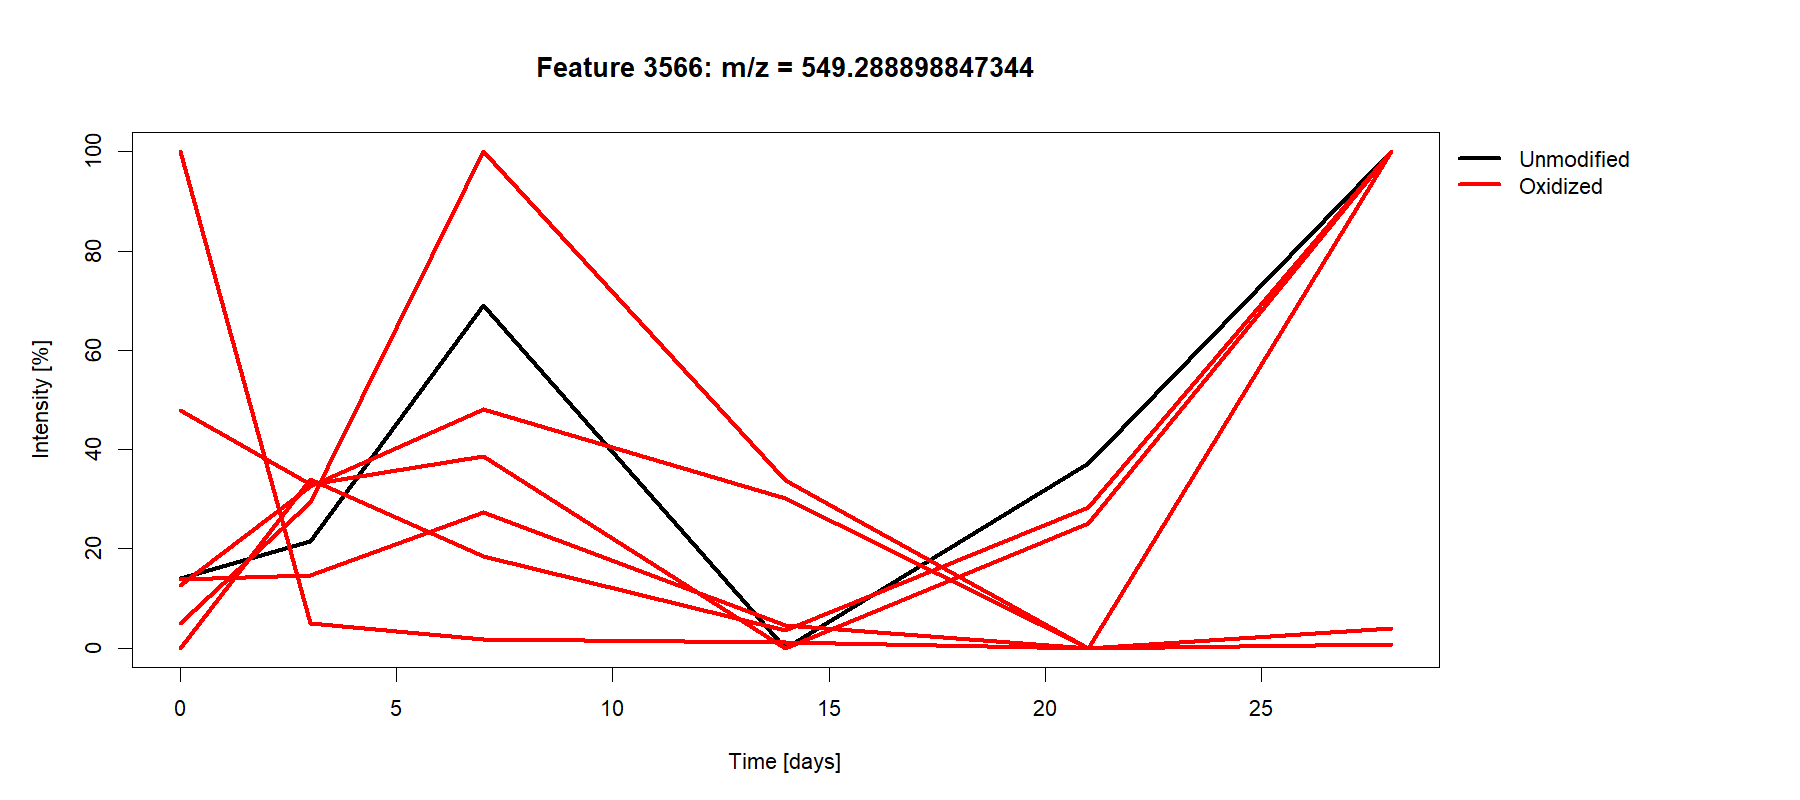 Feature 3566: m/z = 549.288898847344
Unmodified
Oxidized
100
80
60
40
20
0
Intensity [%]
0 5 10 15 20 25
Time [days]